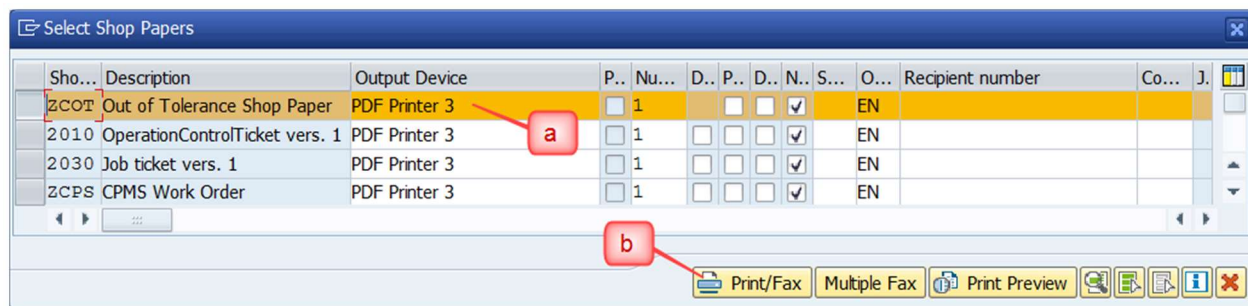 Select Shop Papers
Sho... Description Output Device P.. Nu... D.. P.. D.. N.. S... O... Recipient number Co... J.
ZCOT Out of Tolerance Shop Paper PDF Printer 3 1 EN
a
2010 OperationControlTicket vers. 1 PDF Printer 3 1 EN
2030 Job ticket vers. 1 PDF Printer 3 1 EN
ZCPS CPMS Work Order PDF Printer 3 1 EN
b
Print/Fax Multiple Fax Print Preview